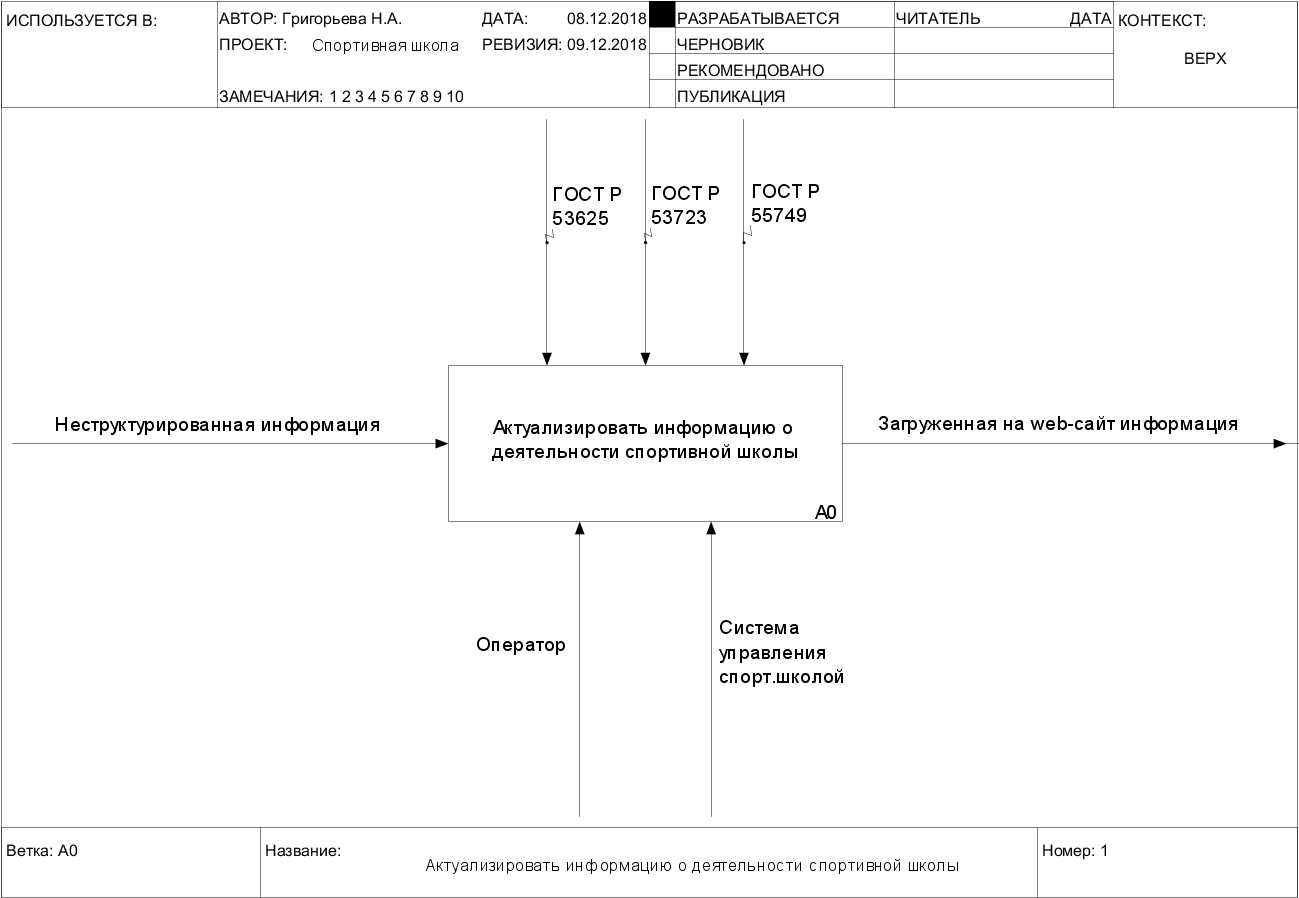 ИСПОЛЬЗУЕТСЯ В:
АВТОР: Григорьева Н.А.
ДАТА: 08.12.2018
ПРОЕКТ: Спортивная школа
РЕВИЗИЯ: 09.12.2018
ЗАМЕЧАНИЯ: 1 2 3 4 5 6 7 8 9 10
РАЗРАБАТЫВАЕТСЯ
ЧЕРНОВИК
РЕКОМЕНДОВАНО
ПУБЛИКАЦИЯ
ЧИТАТЕЛЬ ДАТА
КОНТЕКСТ:
ВЕРХ
ГОСТ Р
53625
ГОСТ Р
53723
ГОСТ Р
55749
Неструктурированная информация
Актуализировать информацию о
деятельности спортивной школы
A0
Загруженная на web-сайт информация
Оператор
Система
управления
спорт.школой
Ветка: A0
Название:
Актуализировать информацию о деятельности спортивной школы
Номер: 1